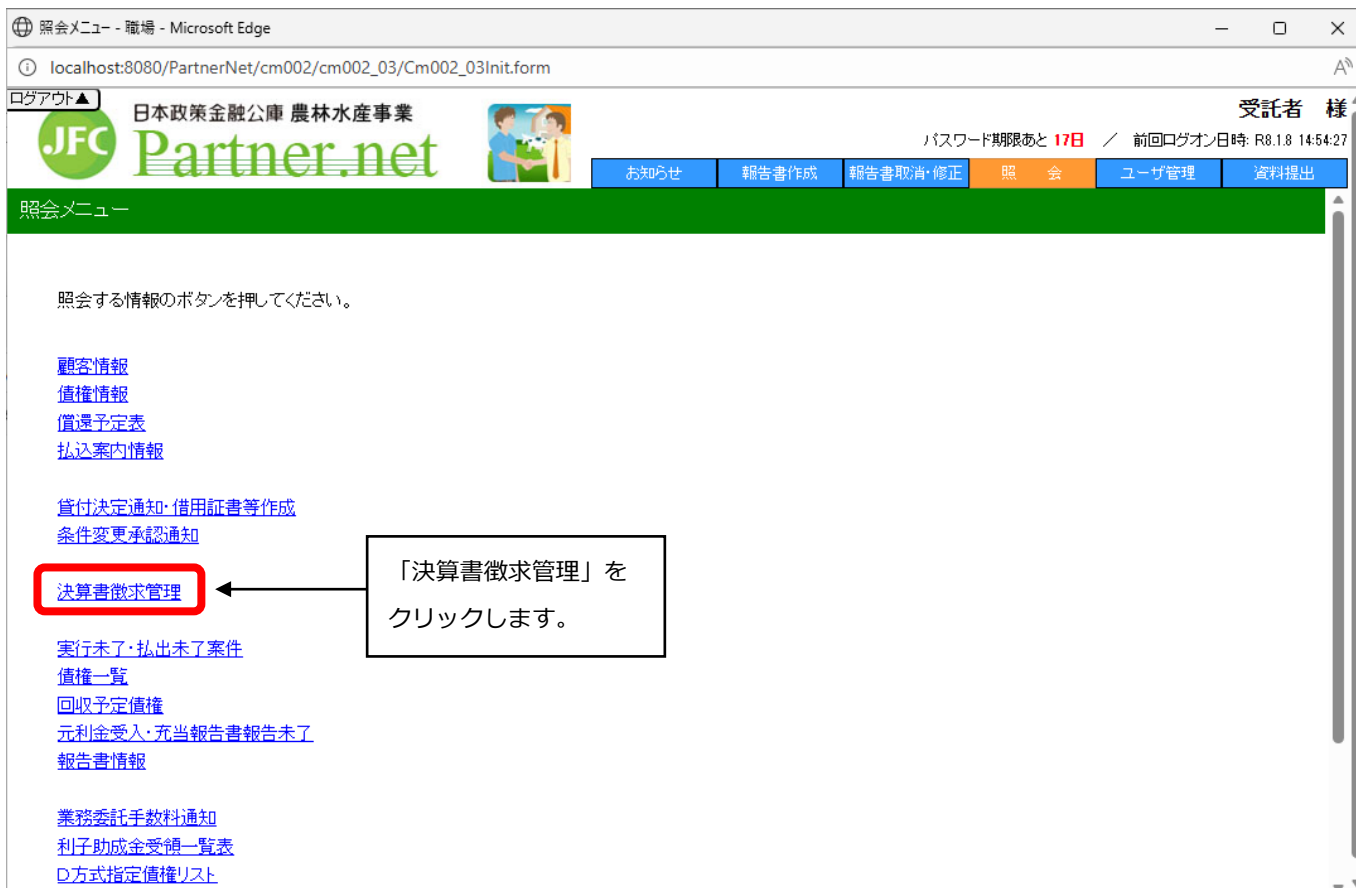 照会メニュー - 職場 - Microsoft Edge
localhost:8080/PartnerNet/cm002/cm002_03/Cm002_03Init.form
ログアウト▲
JFC
日本政策金融公庫 農林水産事業
Partner.net
受託者 様
パスワード期限あと 17日 / 前回ログオン日時: R8.1.8 14:54:27
お知らせ 報告書作成 報告書取消・修正 照 会 ユーザ管理 資料提出
照会メニュー
照会する情報のボタンを押してください。
顧客情報
債権情報
償還予定表
払込案内情報
貸付決定通知・借用証書等作成
条件変更承認通知
決算書徴求管理
「決算書徴求管理」を
クリックします。
実行未了・払出未了案件
債権一覧
回収予定債権
元利金受入・充当報告書報告未了
報告書情報
業務委託手数料通知
利子助成金受領一覧表
D方式指定債権リスト